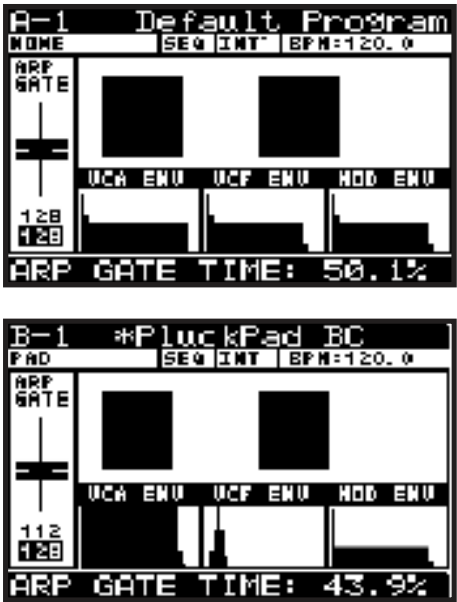 A-1 Default Program
NONE SEQ INT BPM:120.0
ARP
GATE
VCA ENV VCF ENV MOD ENV
128
128
ARP GATE TIME: 50.1%
B-1 *PluckPad BC
PAD SEQ INT BPM:120.0
ARP
GATE
VCA ENV VCF ENV MOD ENV
112
128
ARP GATE TIME: 43.9%